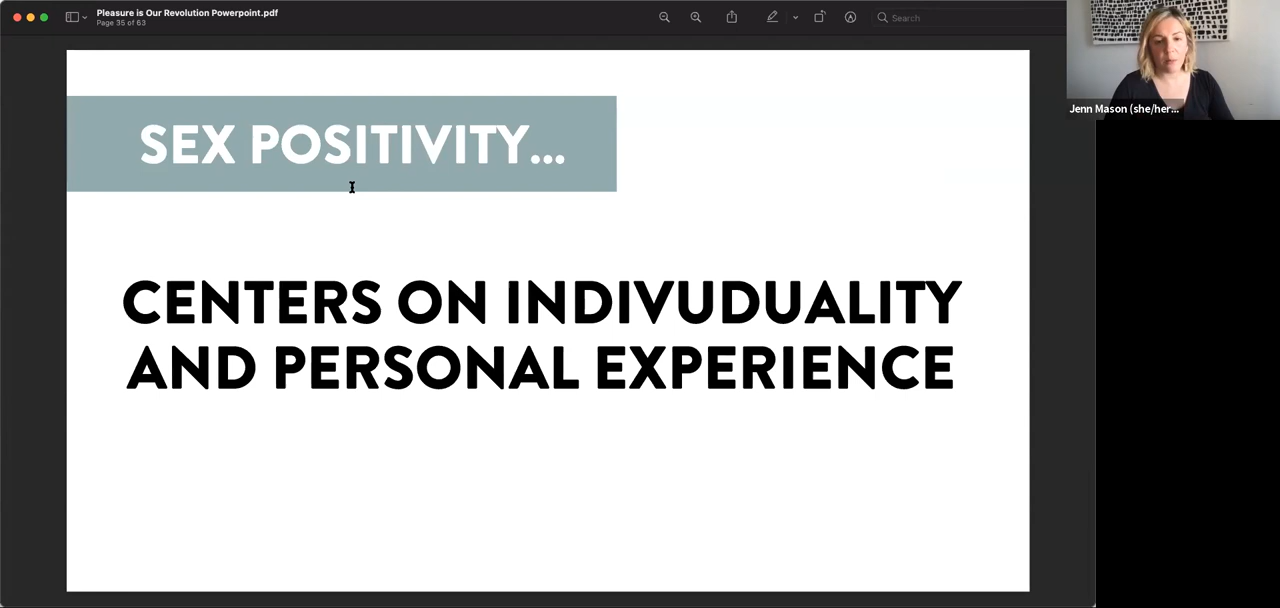 Pleasure is Our Revolution Powerpoint.pdf
Page 35 of 63
Search
Jenn Mason (she/her...
SEX POSITIVITY...
CENTERS ON INDIVUDUALITY
AND PERSONAL EXPERIENCE